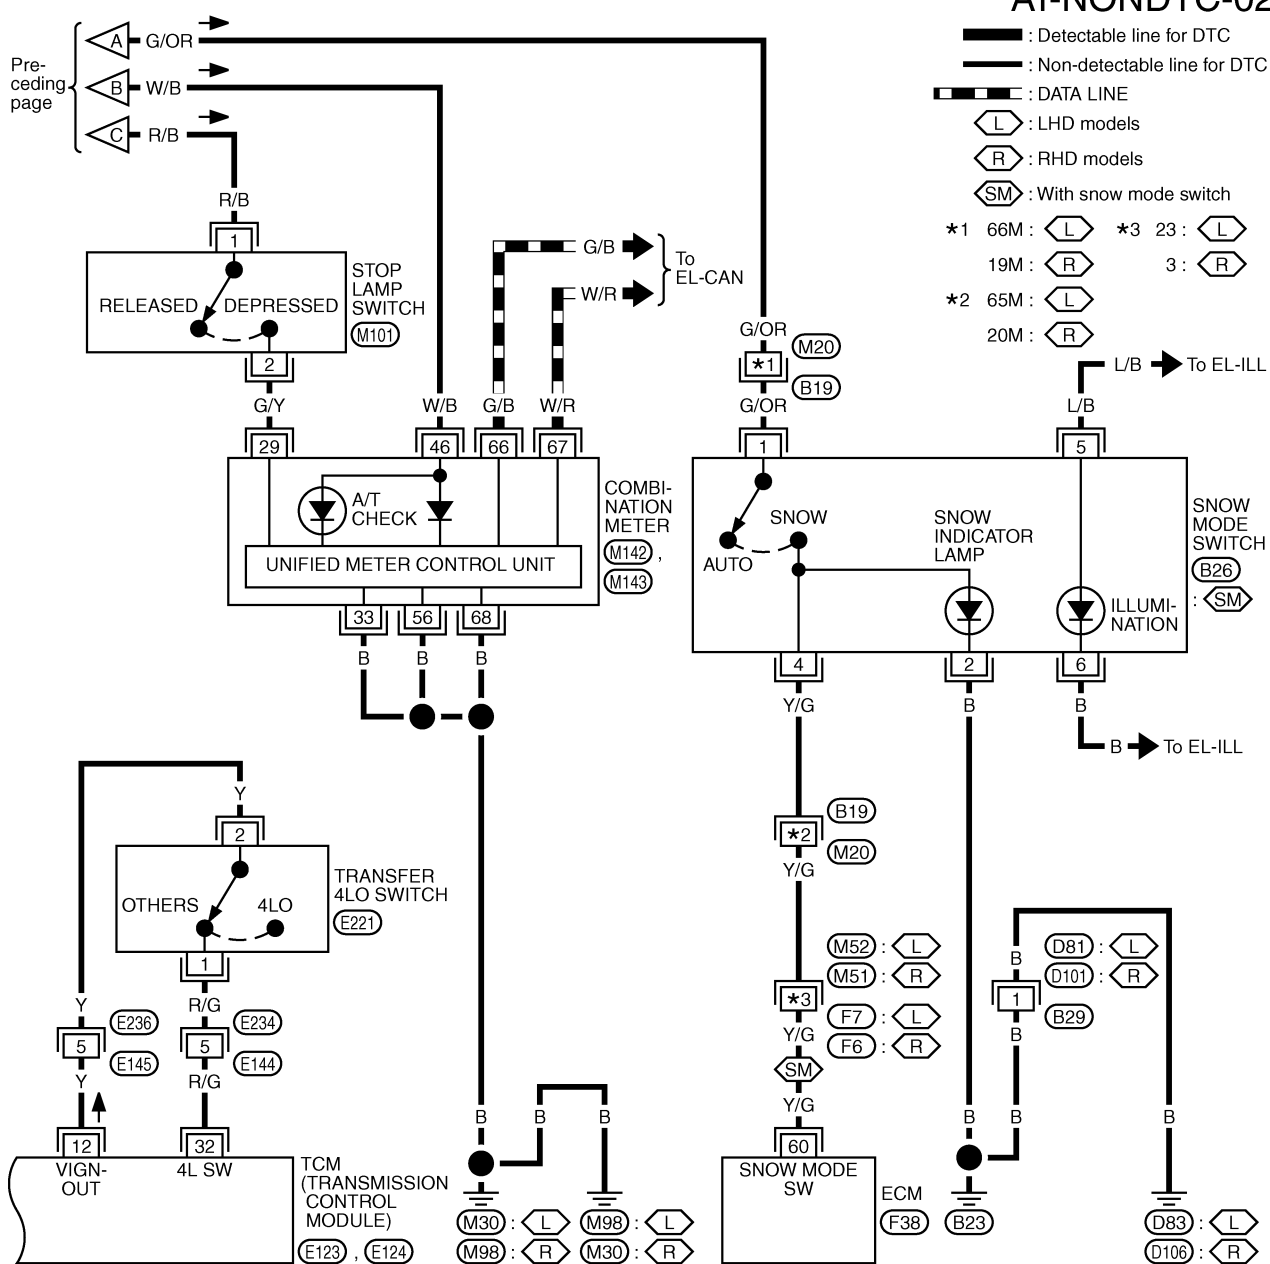 AT-NONDTC-02
: Detectable line for DTC
: Non-detectable line for DTC
: DATA LINE
L : LHD models
R : RHD models
SM : With snow mode switch
*1 66M : L *3 23 : L
19M : R 3 : R
*2 65M : L
20M : R
Pre-
ceding
page
A G/OR
B W/B
C R/B
R/B
1
RELEASED DEPRESSED
2
STOP
LAMP
SWITCH
M101
G/B
W/R
To
EL-CAN
G/OR
*1
M20
B19
G/OR
L/B To EL-ILL
L/B
G/Y W/B G/B W/R
29 46 66 67
A/T
CHECK
UNIFIED METER CONTROL UNIT
33 56 68
COMBI-
NATION
METER
M142 ,
M143
B B B
1 5
AUTO SNOW
SNOW
INDICATOR
LAMP
ILLUMI-
NATION
4 2 6
SNOW
MODE
SWITCH
B26
: SM
Y/G B B
B To EL-ILL
*2
B19
M20
Y/G
Y
2
OTHERS 4LO
1
TRANSFER
4LO SWITCH
E221
Y R/G
5 5
E236 E234
E145 E144
Y R/G
12 32
VIGN-
OUT
4L SW
TCM
(TRANSMISSION
CONTROL
MODULE)
E123 , E124
B B B
M30 : L M98 : L
M98 : R M30 : R
*3
M52 : L
M51 : R
F7 : L
F6 : R
Y/G
SM
Y/G
60
SNOW MODE
SW
ECM
F38
B
1
D81 : L
D101 : R
B29
B
B B B
B23
D83 : L
D106 : R